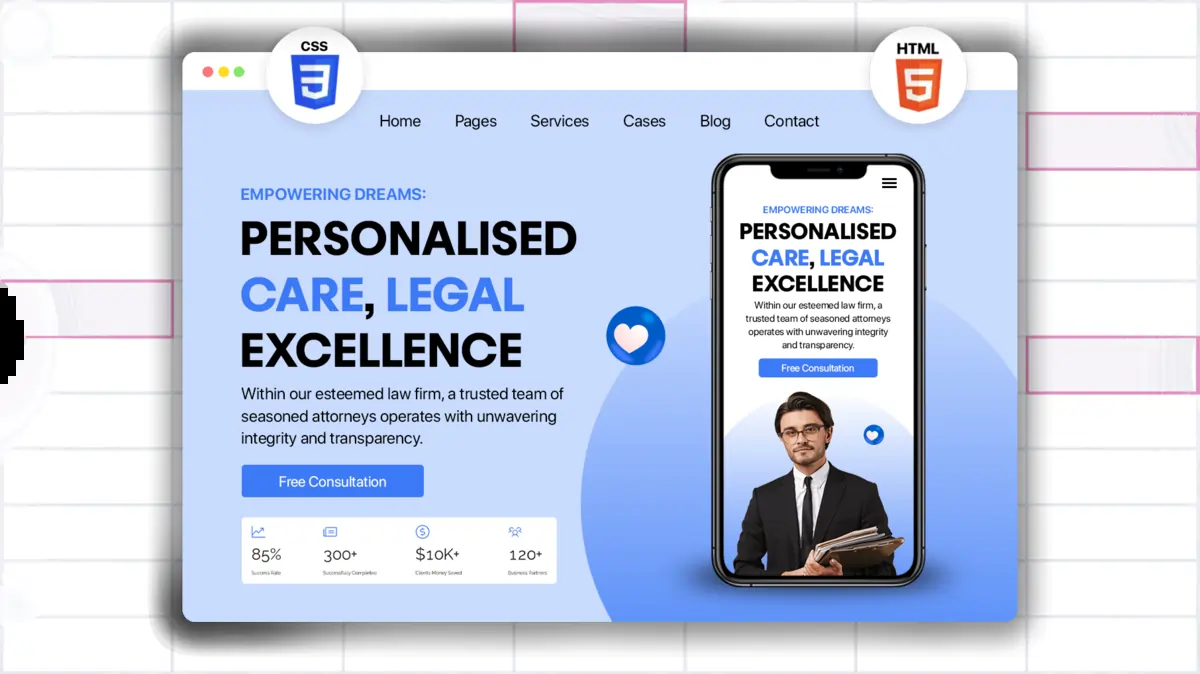 CSS
3
HTML
5
Home Pages Services Cases Blog Contact
EMPOWERING DREAMS:
PERSONALISED
CARE, LEGAL
EXCELLENCE
Within our esteemed law firm, a trusted team of
seasoned attorneys operates with unwavering
integrity and transparency.
Free Consultation
85% 300+ $10K+ 120+
Success Rate Successfully Completed Clients Money Saved Business Partners
EMPOWERING DREAMS:
PERSONALISED
CARE, LEGAL
EXCELLENCE
Within our esteemed law firm, a
trusted team of seasoned attorneys
operates with unwavering integrity
and transparency.
Free Consultation